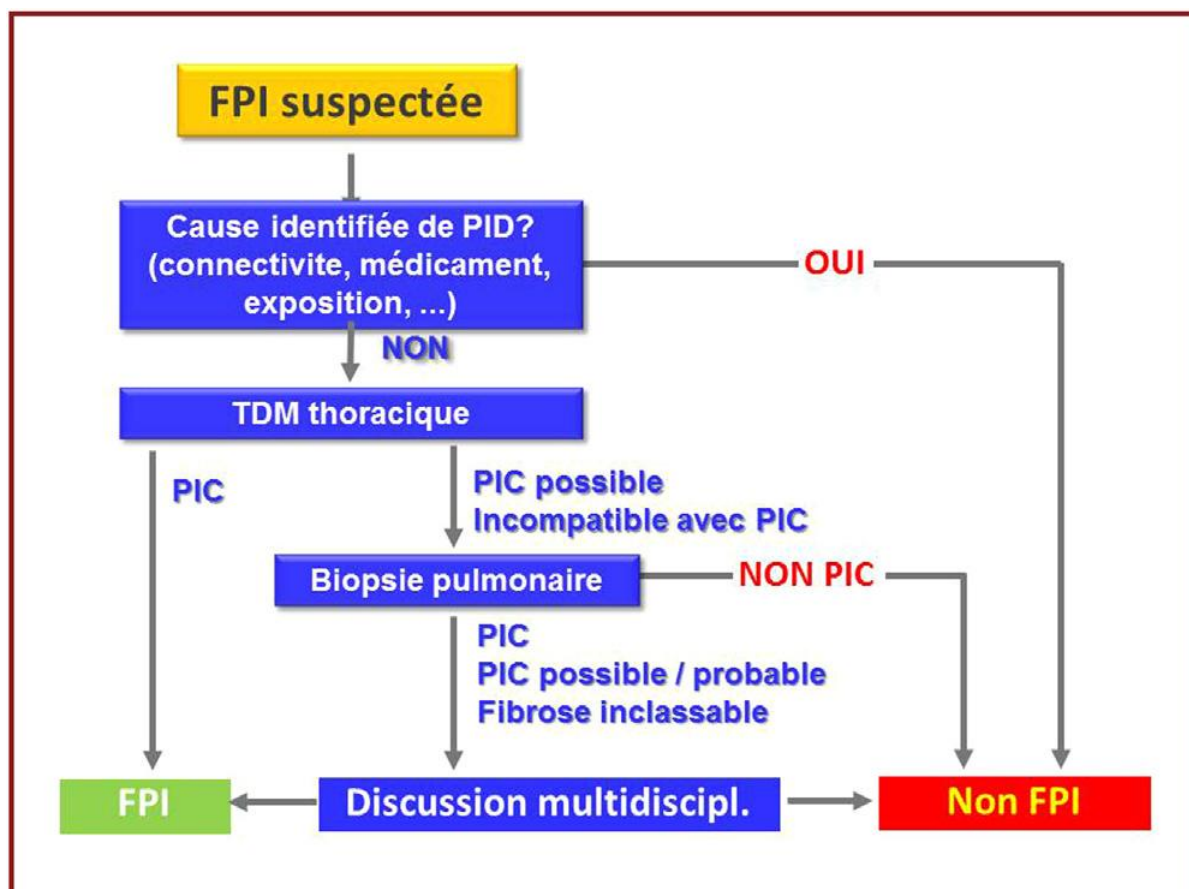 FPI suspectée
Cause identifiée de PID?
(connectivite, médicament,
exposition, ...)
OUI
NON
TDM thoracique
PIC
PIC possible
Incompatible avec PIC
Biopsie pulmonaire
NON PIC
PIC
PIC possible / probable
Fibrose inclassable
FPI
Discussion multidiscipl.
Non FPI